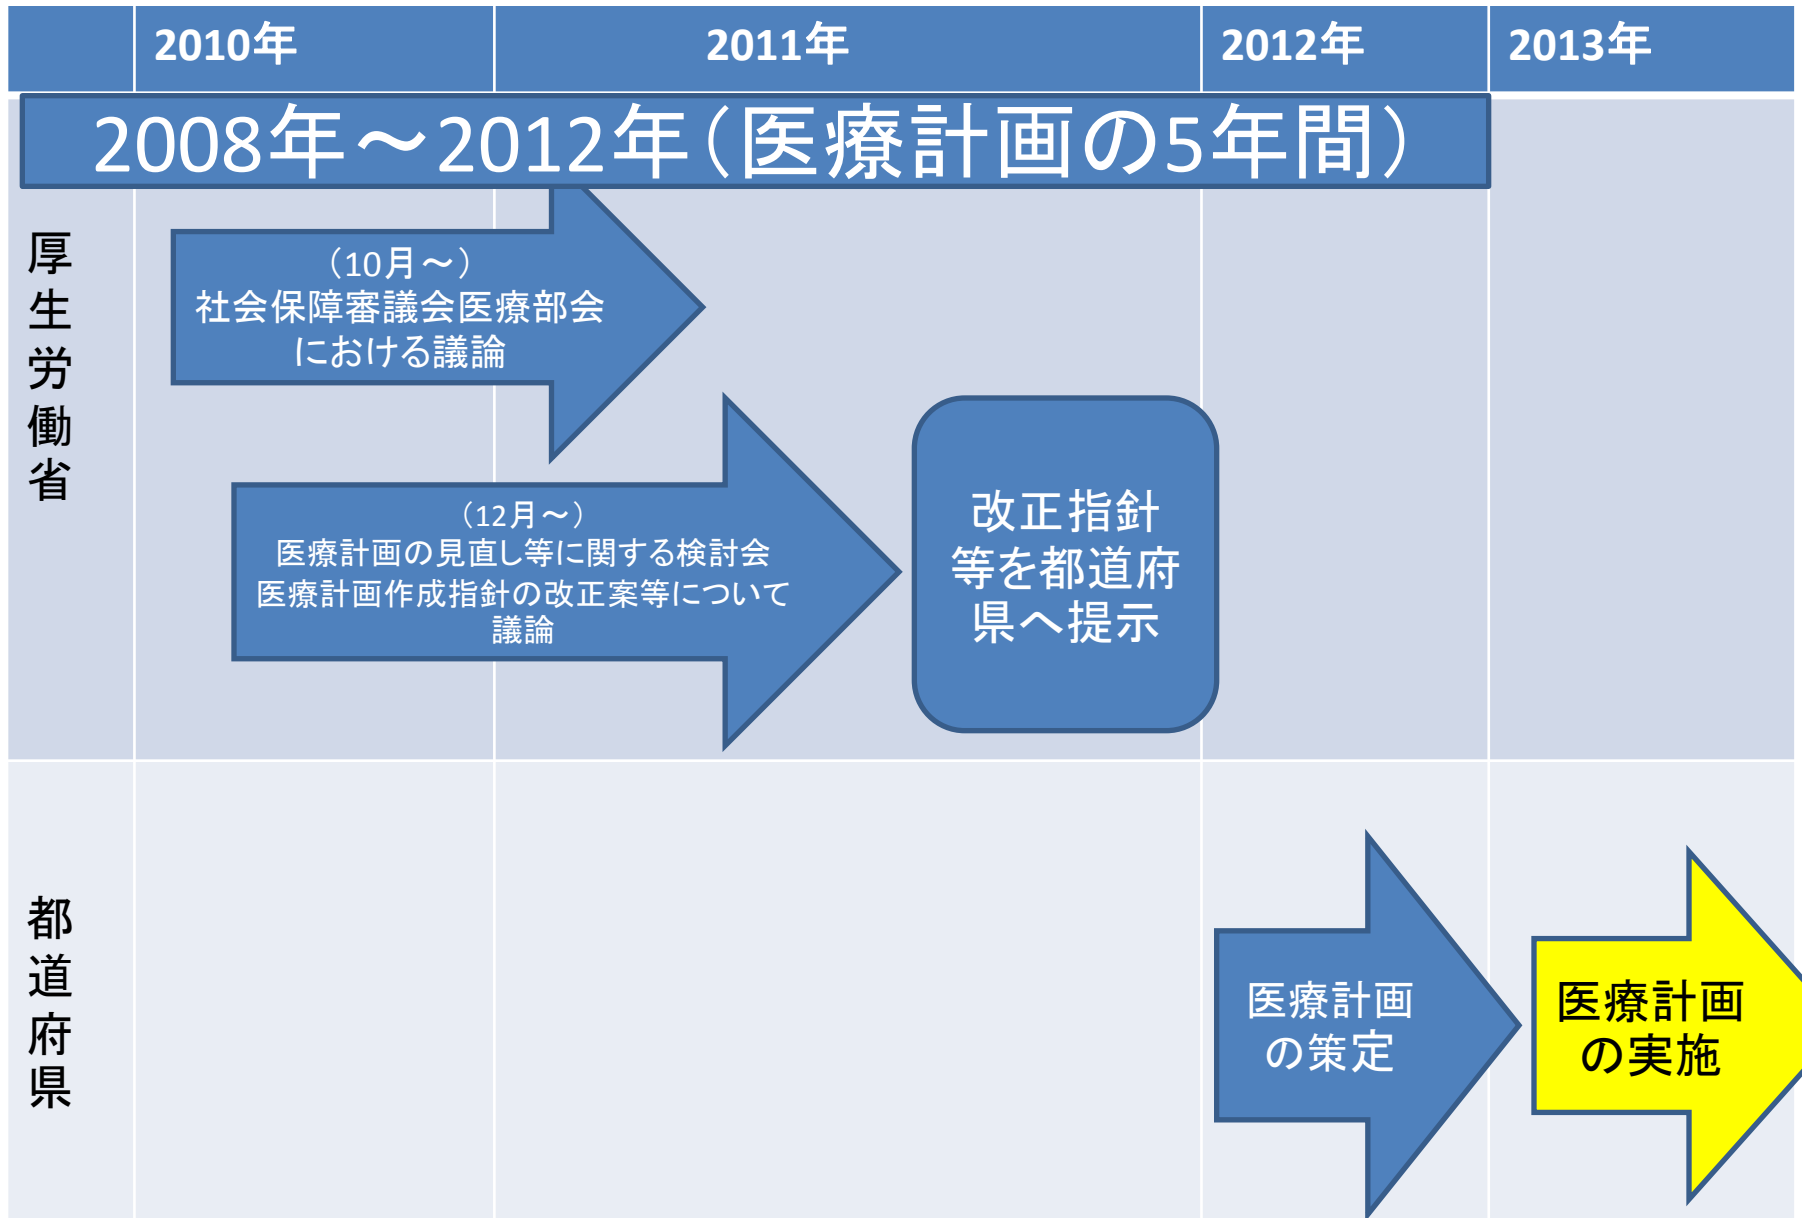 2010年
2011年
2012年
2013年
2008年～2012年（医療計画の5年間）
厚生労働省
（10月～）
社会保障審議会医療部会
における議論
（12月～）
医療計画の見直し等に関する検討会
医療計画作成指針の改正案等について
議論
改正指針
等を都道府
県へ提示
都道府県
医療計画
の策定
医療計画
の実施